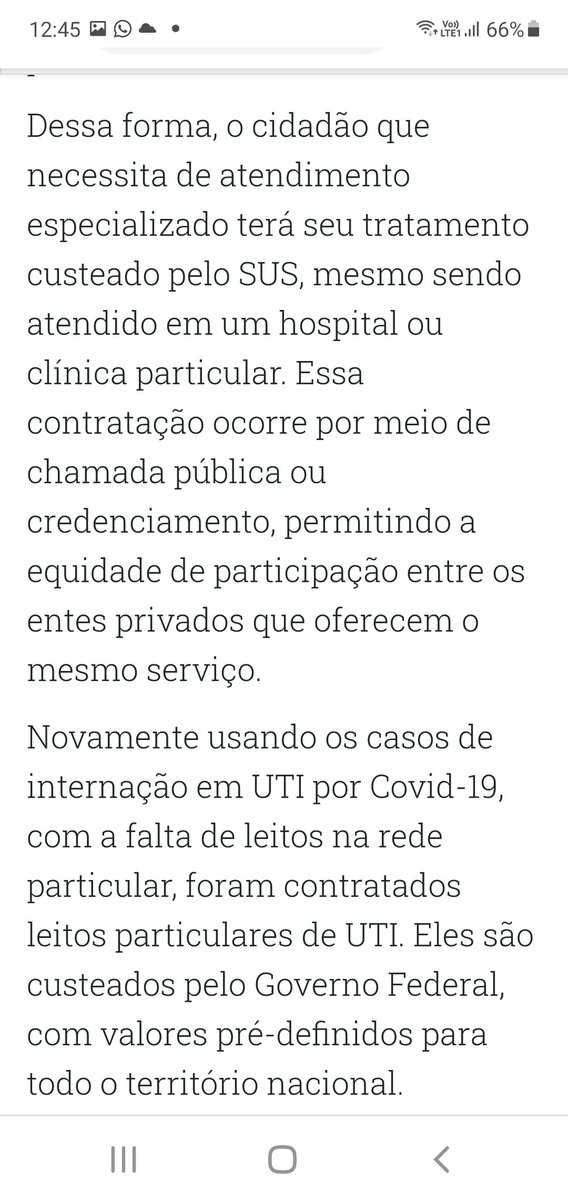 12:45
Vo))
LTE1
66%
Dessa forma, o cidadão que
necessita de atendimento
especializado terá seu tratamento
custeado pelo SUS, mesmo sendo
atendido em um hospital ou
clínica particular. Essa
contratação ocorre por meio de
chamada pública ou
credenciamento, permitindo a
equidade de participação entre os
entes privados que oferecem o
mesmo serviço.
Novamente usando os casos de
internação em UTI por Covid-19,
com a falta de leitos na rede
particular, foram contratados
leitos particulares de UTI. Eles são
custeados pelo Governo Federal,
com valores pré-definidos para
todo o território nacional.